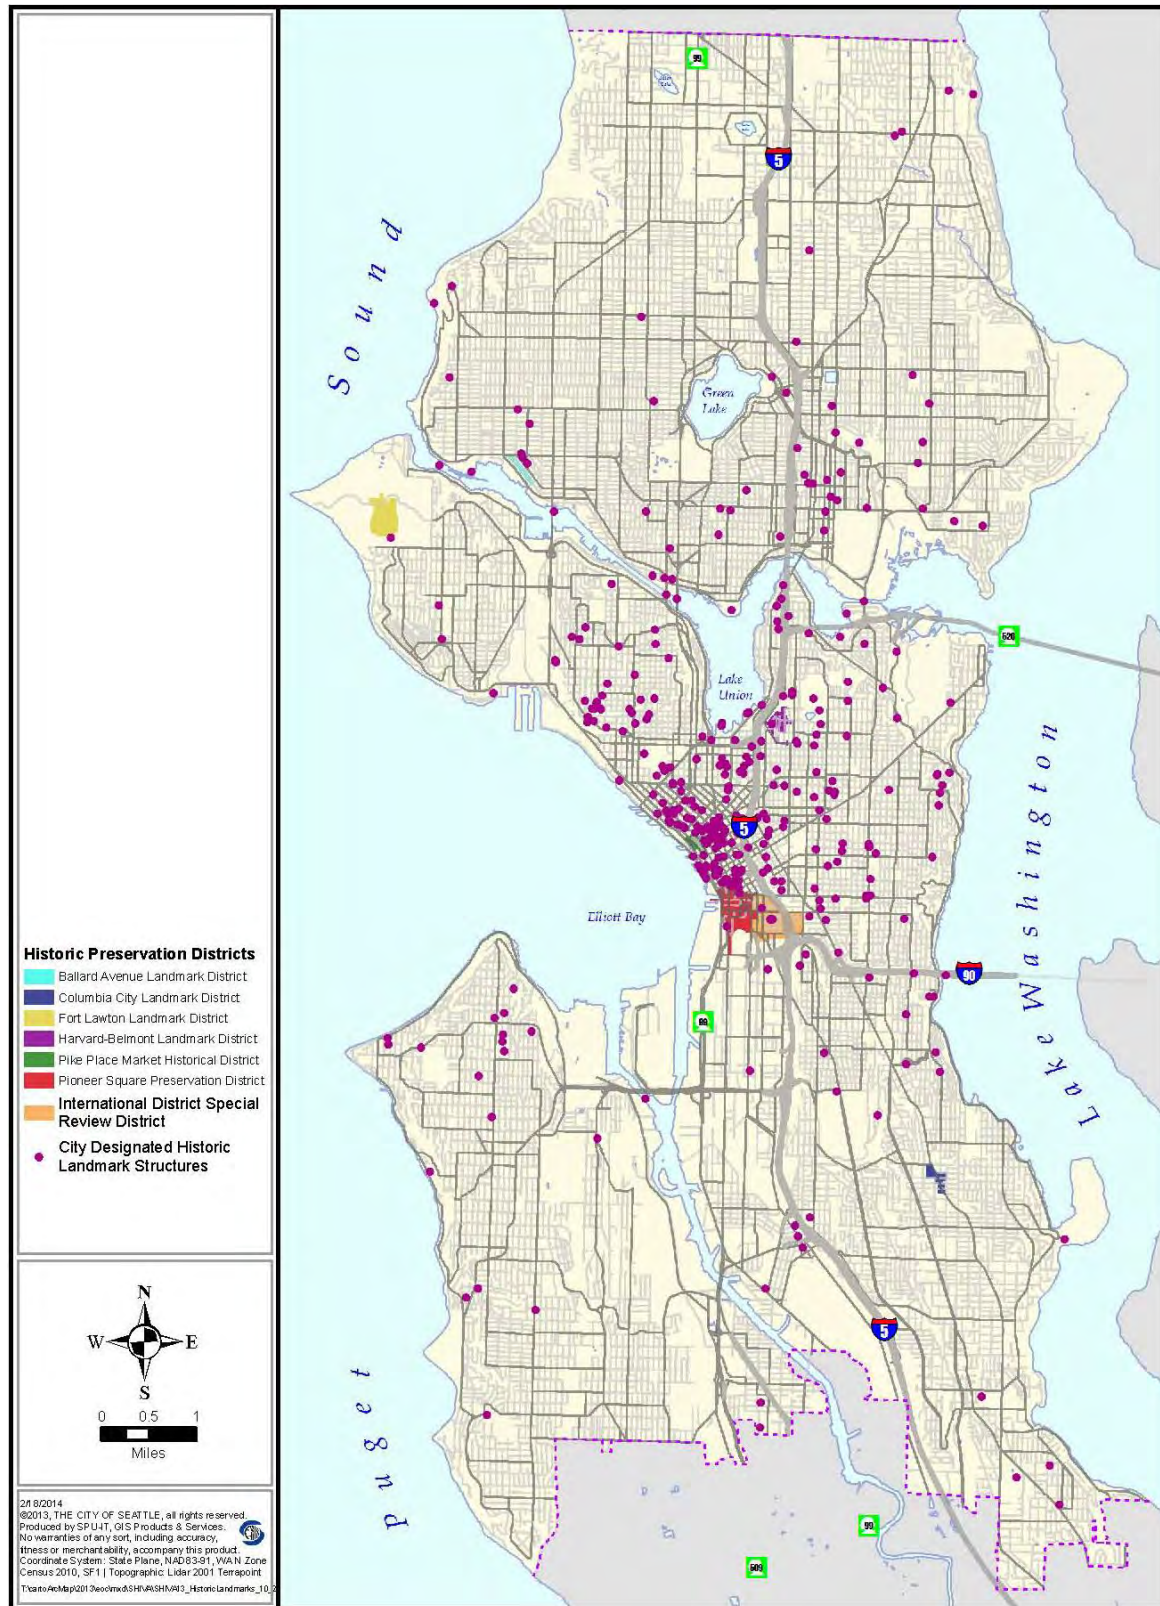 Historic Preservation Districts
Ballard Avenue Landmark District
Columbia City Landmark District
Fort Lawton Landmark District
Harvard-Belmont Landmark District
Pike Place Market Historical District
Pioneer Square Preservation District
International District Special
Review District
City Designated Historic
Landmark Structures
N
W E
S
0 0.5 1
Miles
2/18/2014
©2013, THE CITY OF SEATTLE, all rights reserved.
Produced by SPU-IT, GIS Products & Services.
No warranties of any sort, including accuracy,
fitness or merchantability, accompany this product.
Coordinate System: State Plane, NAD83-91, WA N Zone
Census 2010, SF1 | Topographic: Lidar 2001 Terrapoint
99
5
Sound
Green
Lake
520
Lake
Union
5
Lake Washington
Elliott Bay
90
99
5
Puget
99
509